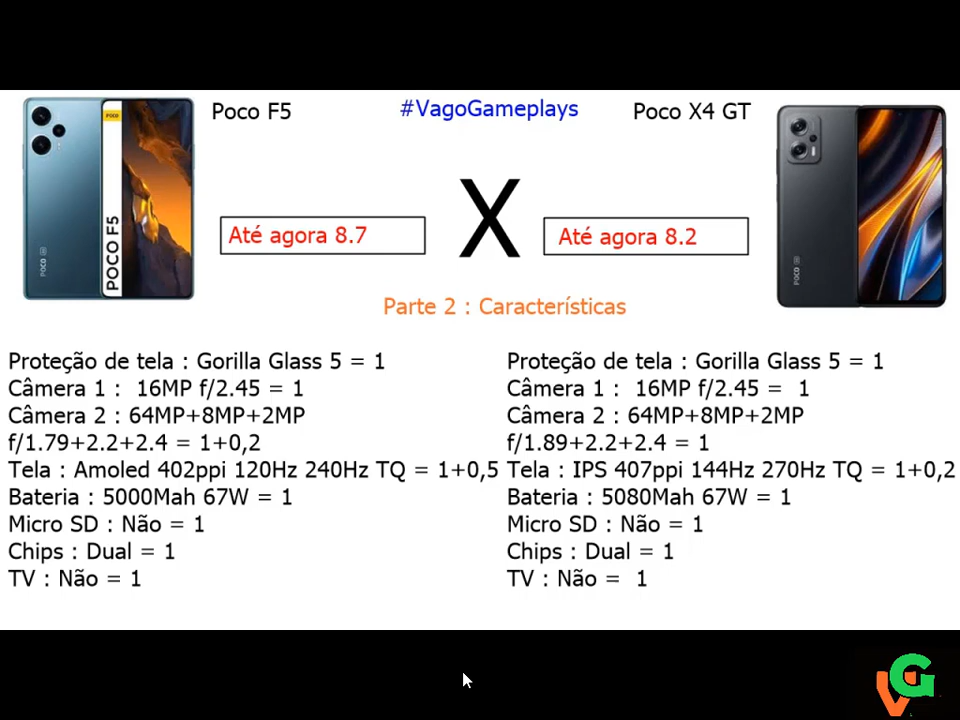 Poco F5
#VagoGameplays
Poco X4 GT
POCO
POCO F5
POCO
X
Até agora 8.7
Até agora 8.2
POCO
Parte 2 : Características
Proteção de tela : Gorilla Glass 5 = 1
Câmera 1 :  16MP f/2.45 = 1
Câmera 2 : 64MP+8MP+2MP
f/1.79+2.2+2.4 = 1+0,2
Tela : Amoled 402ppi 120Hz 240Hz TQ = 1+0,5
Bateria : 5000Mah 67W = 1
Micro SD : Não = 1
Chips : Dual = 1
TV : Não = 1
Proteção de tela : Gorilla Glass 5 = 1
Câmera 1 :  16MP f/2.45 =  1
Câmera 2 : 64MP+8MP+2MP
f/1.89+2.2+2.4 = 1
Tela : IPS 407ppi 144Hz 270Hz TQ = 1+0,2
Bateria : 5080Mah 67W = 1
Micro SD : Não = 1
Chips : Dual = 1
TV : Não =  1
VG